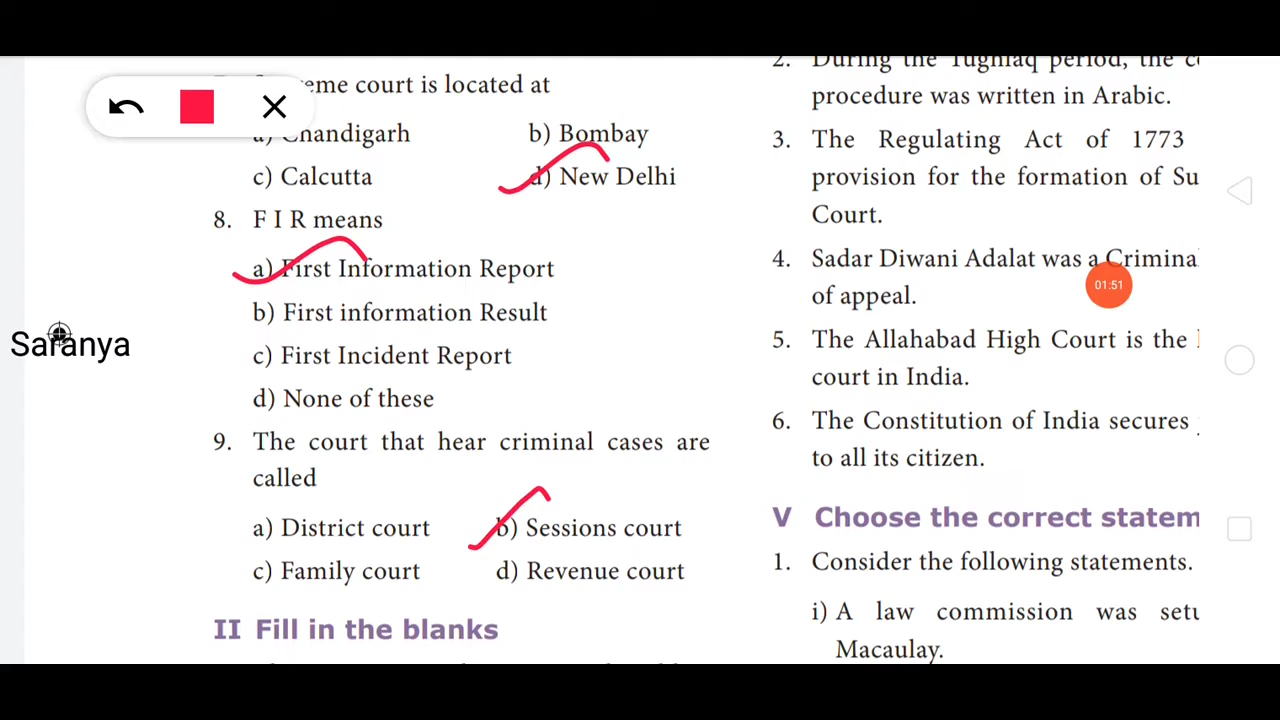 eme court is located at
a) Chandigarh b) Bombay
c) Calcutta d) New Delhi
8. F I R means
a) First Information Report
b) First information Result
c) First Incident Report
d) None of these
9. The court that hear criminal cases are
called
a) District court b) Sessions court
c) Family court d) Revenue court
II Fill in the blanks
Saranya
2. During the Tughlaq period, the
procedure was written in Arabic.
3. The Regulating Act of 1773
provision for the formation of Su
Court.
4. Sadar Diwani Adalat was a Crimina
of appeal.
01:51
5. The Allahabad High Court is the
court in India.
6. The Constitution of India secures
to all its citizen.
V Choose the correct statem
1. Consider the following statements.
i) A law commission was setu
Macaulay.